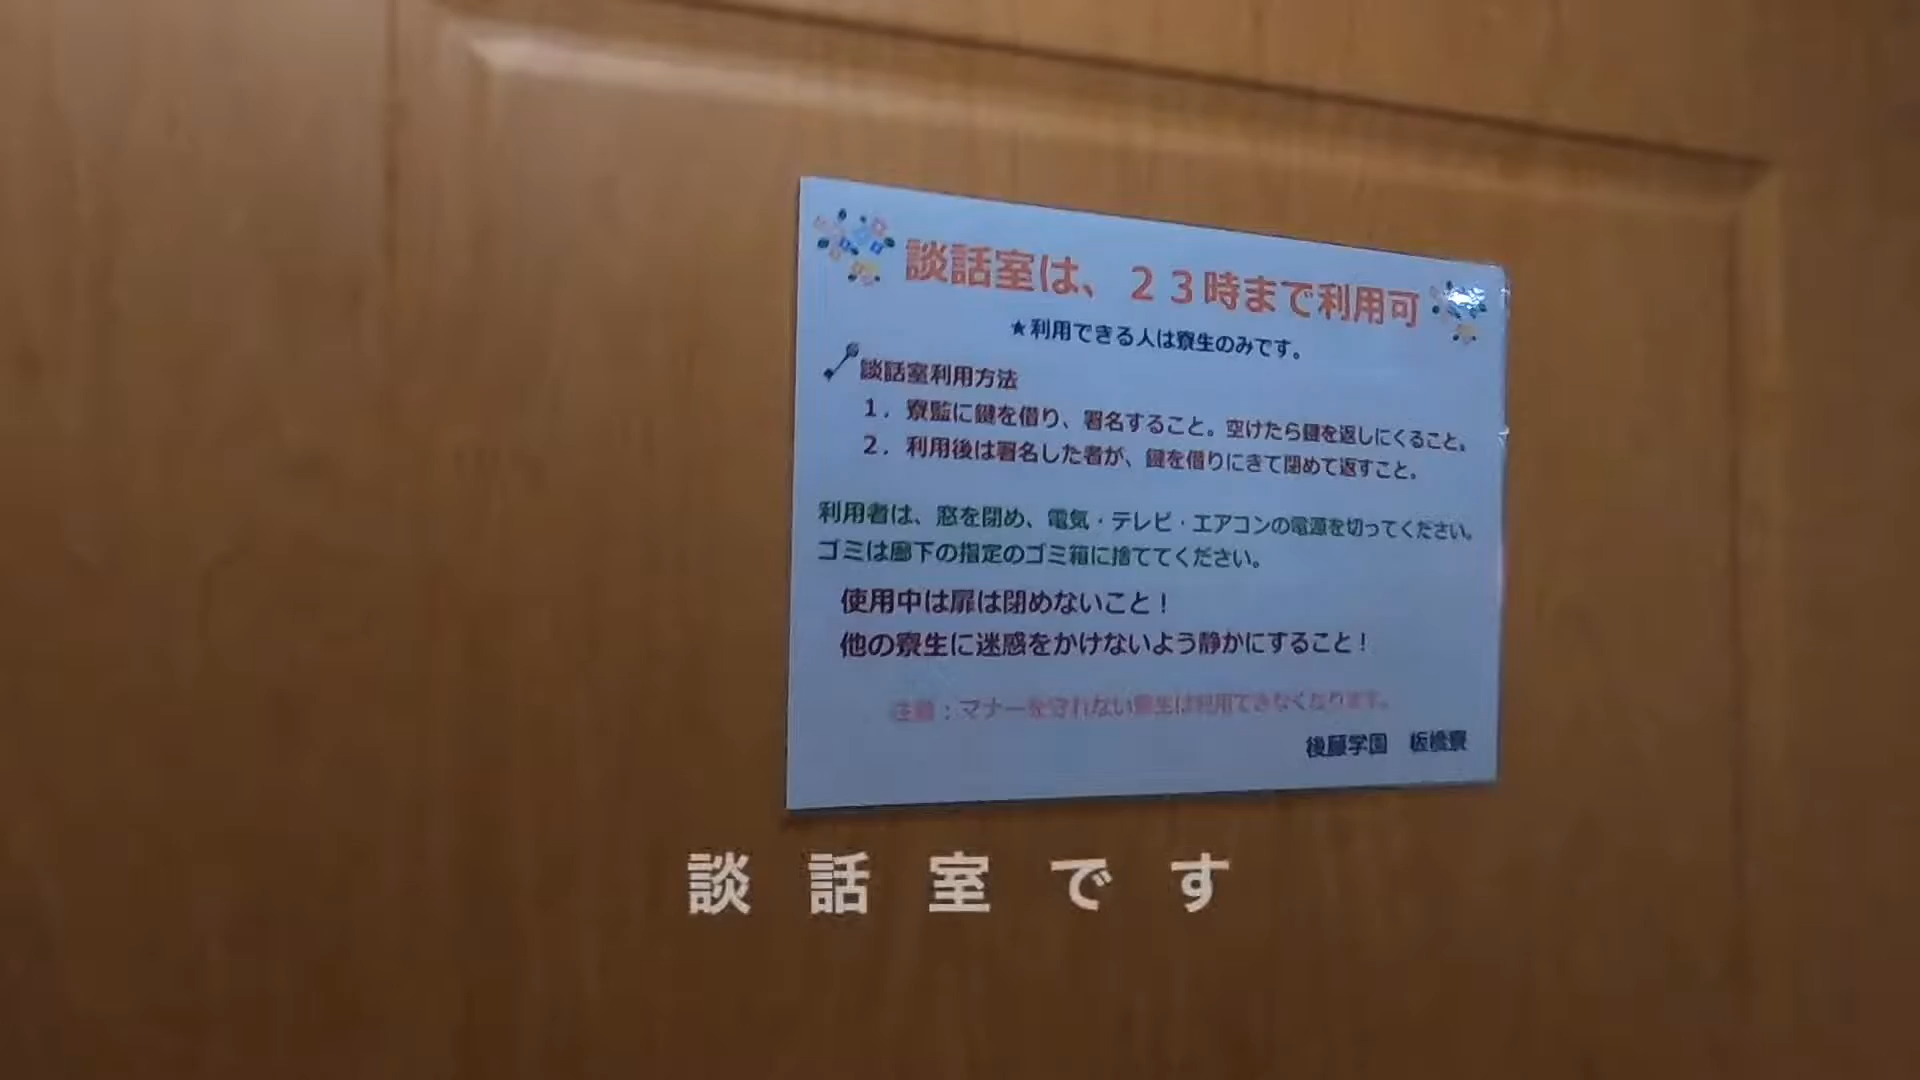 談話室は、23時まで利用可
★利用できる人は寮生のみです。
談話室利用方法
1．寮監に鍵を借り、署名すること。空けたら鍵を返しにくること。
2．利用後は署名した者が、鍵を借りにきて閉めて返すこと。
利用者は、窓を閉め、電気・テレビ・エアコンの電源を切ってください。
ゴミは廊下の指定のゴミ箱に捨ててください。
使用中は扉は閉めないこと！
他の寮生に迷惑をかけないよう静かにすること！
注意：マナーを守れない寮生は利用できなくなります。
後藤学園　板橋寮
談話室です